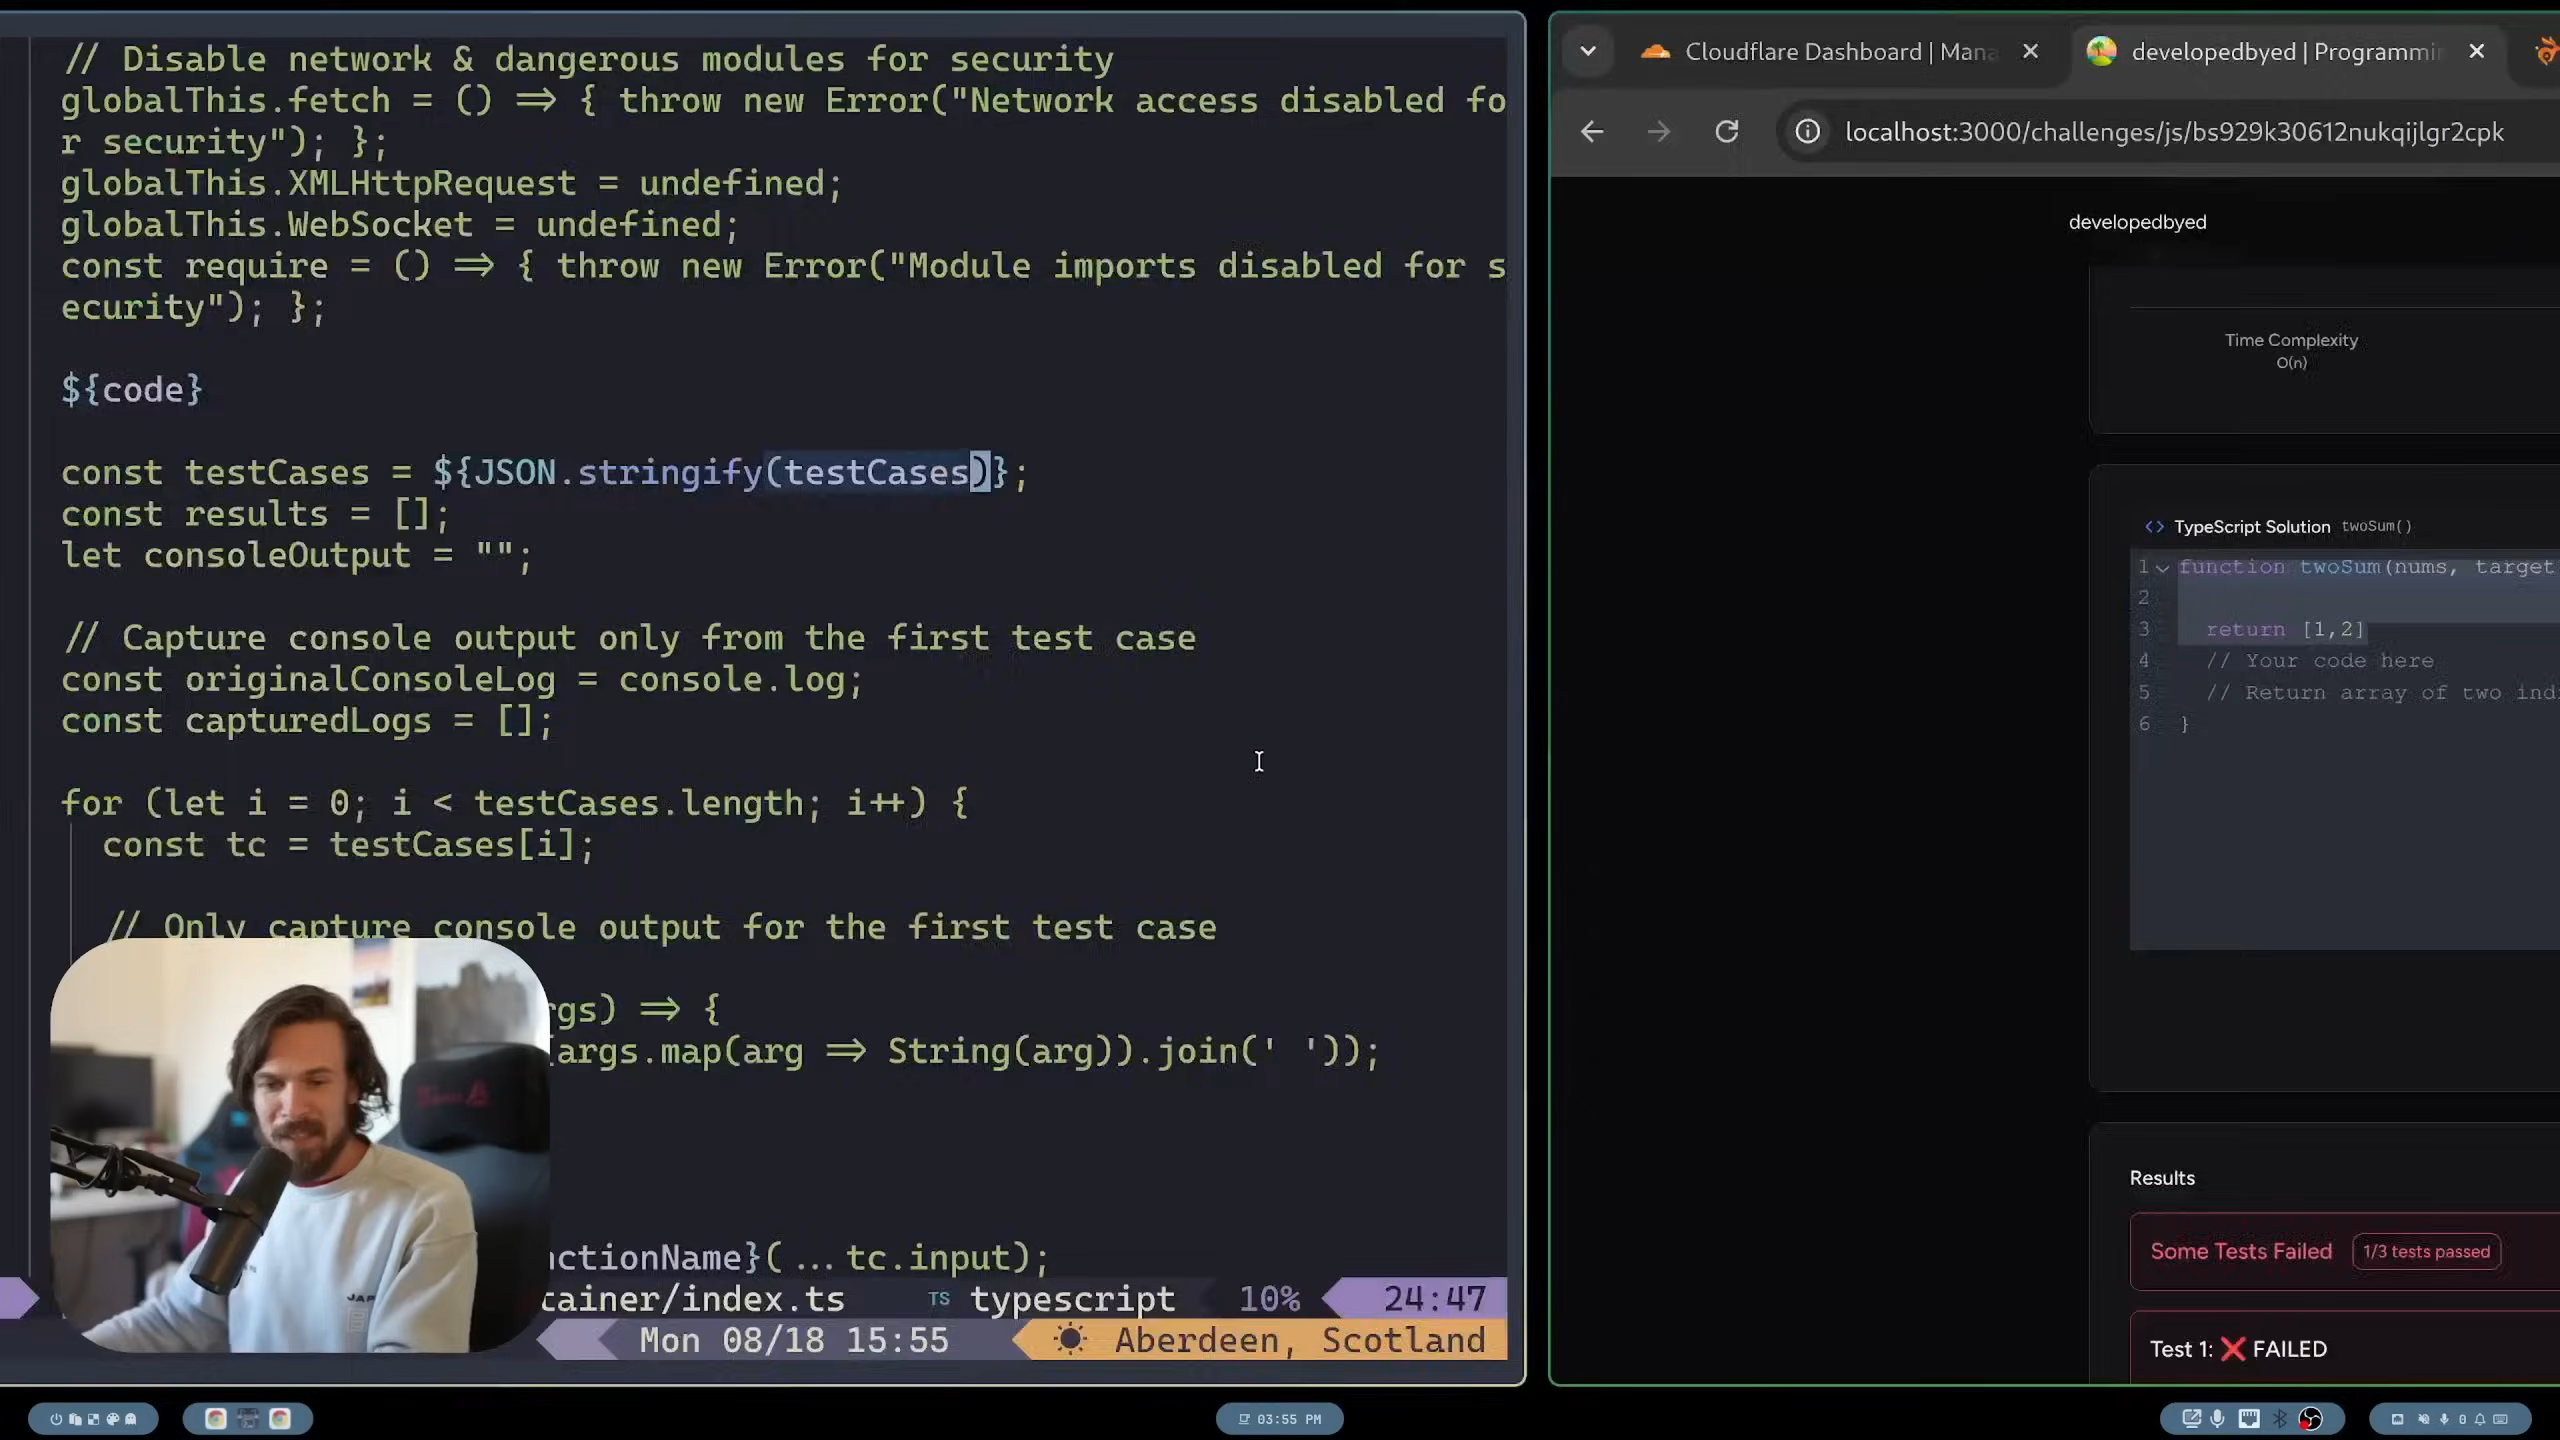 // Disable network & dangerous modules for security
globalThis.fetch = () => { throw new Error("Network access disabled fo
r security"); };
globalThis.XMLHttpRequest = undefined;
globalThis.WebSocket = undefined;
const require = () => { throw new Error("Module imports disabled for s
ecurity"); };
${code}
const testCases = ${JSON.stringify(testCases)};
const results = [];
let consoleOutput = "";
// Capture console output only from the first test case
const originalConsoleLog = console.log;
const capturedLogs = [];
for (let i = 0; i < testCases.length; i++) {
const tc = testCases[i];
// Only capture console output for the first test case
rgs) => {
(args.map(arg => String(arg)).join(' '));
nctionName}( ...tc.input);
tainer/index.ts TS typescript 10% 24:47
Mon 08/18 15:55 Aberdeen, Scotland
Cloudflare Dashboard | Mana
developedbyed | Programmin
localhost:3000/challenges/js/bs929k30612nukqijlgr2cpk
developedbyed
Time Complexity
O(n)
<> TypeScript Solution twoSum()
1 function twoSum(nums, target
2
3 return [1,2]
4 // Your code here
5 // Return array of two ind
6 }
Results
Some Tests Failed 1/3 tests passed
Test 1: ❌ FAILED
03:55 PM
0